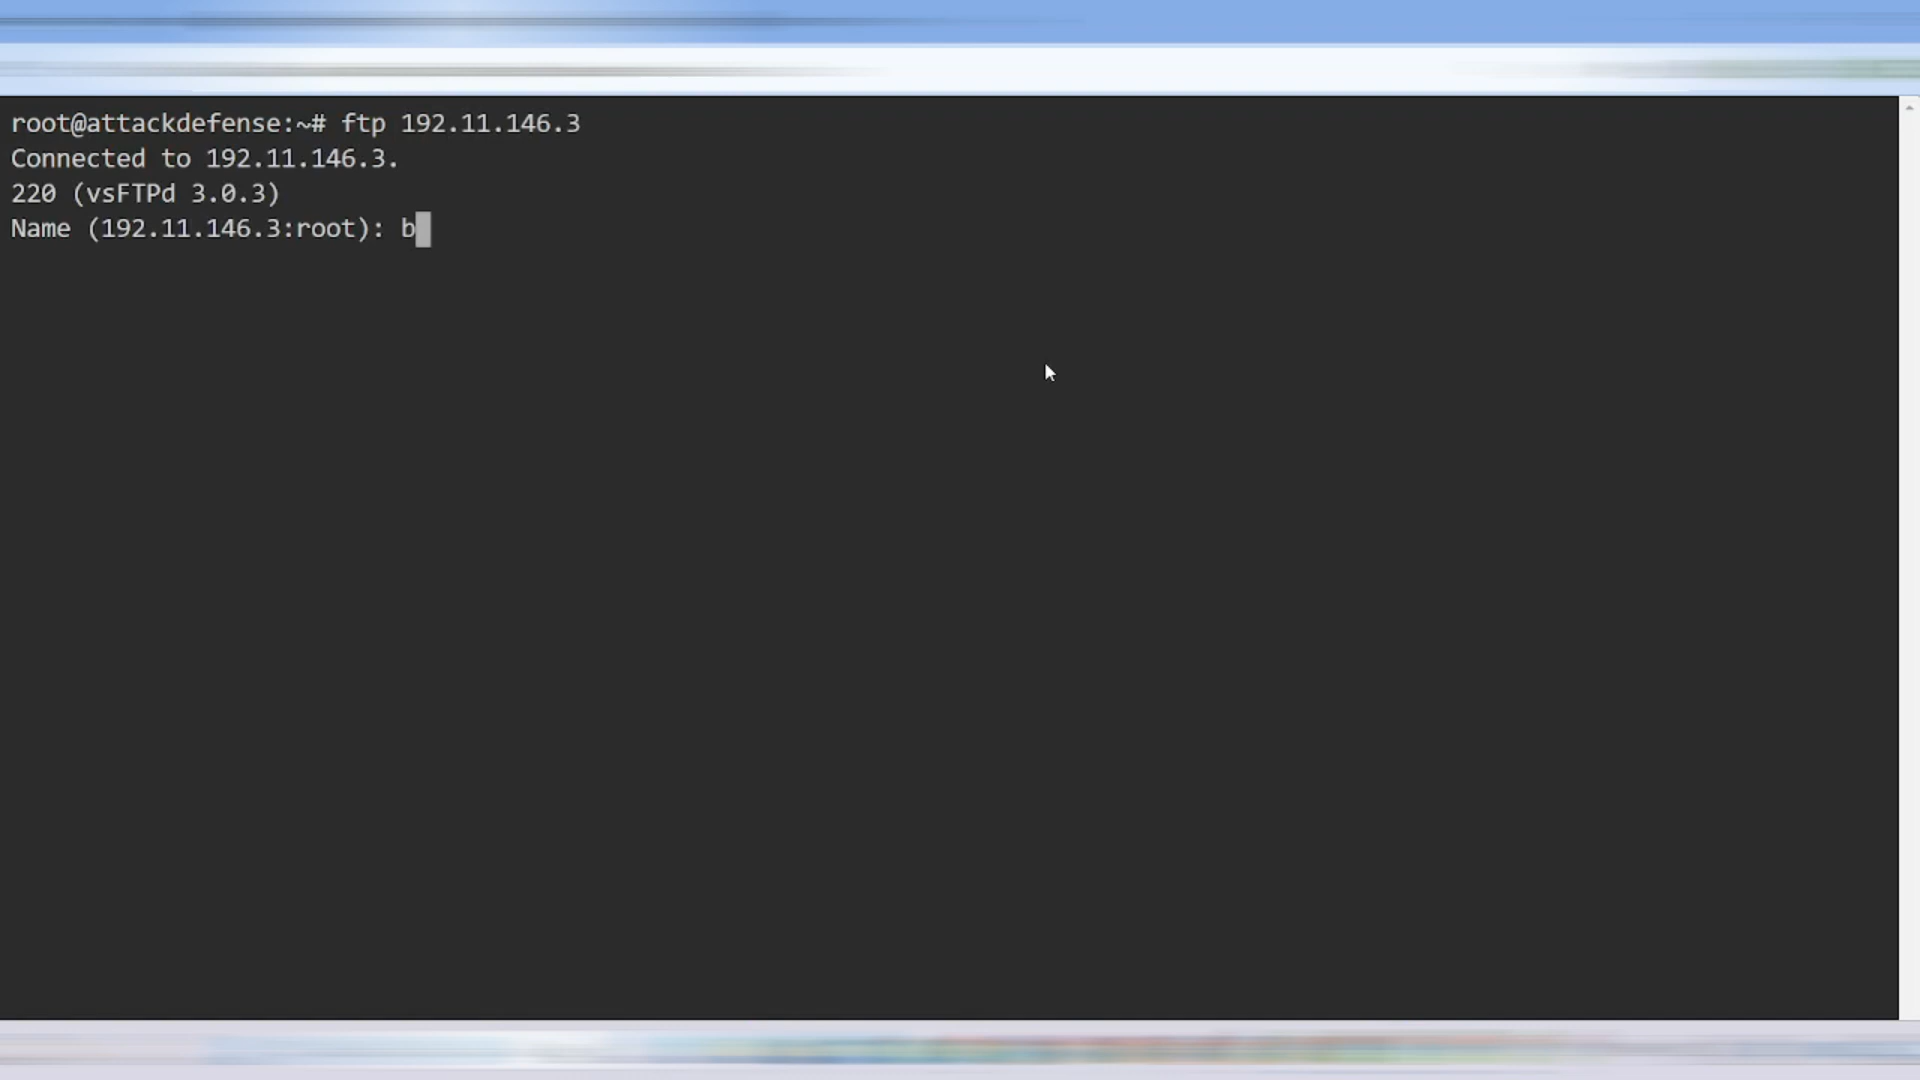 root@attackdefense:~# ftp 192.11.146.3
Connected to 192.11.146.3.
220 (vsFTPd 3.0.3)
Name (192.11.146.3:root): b